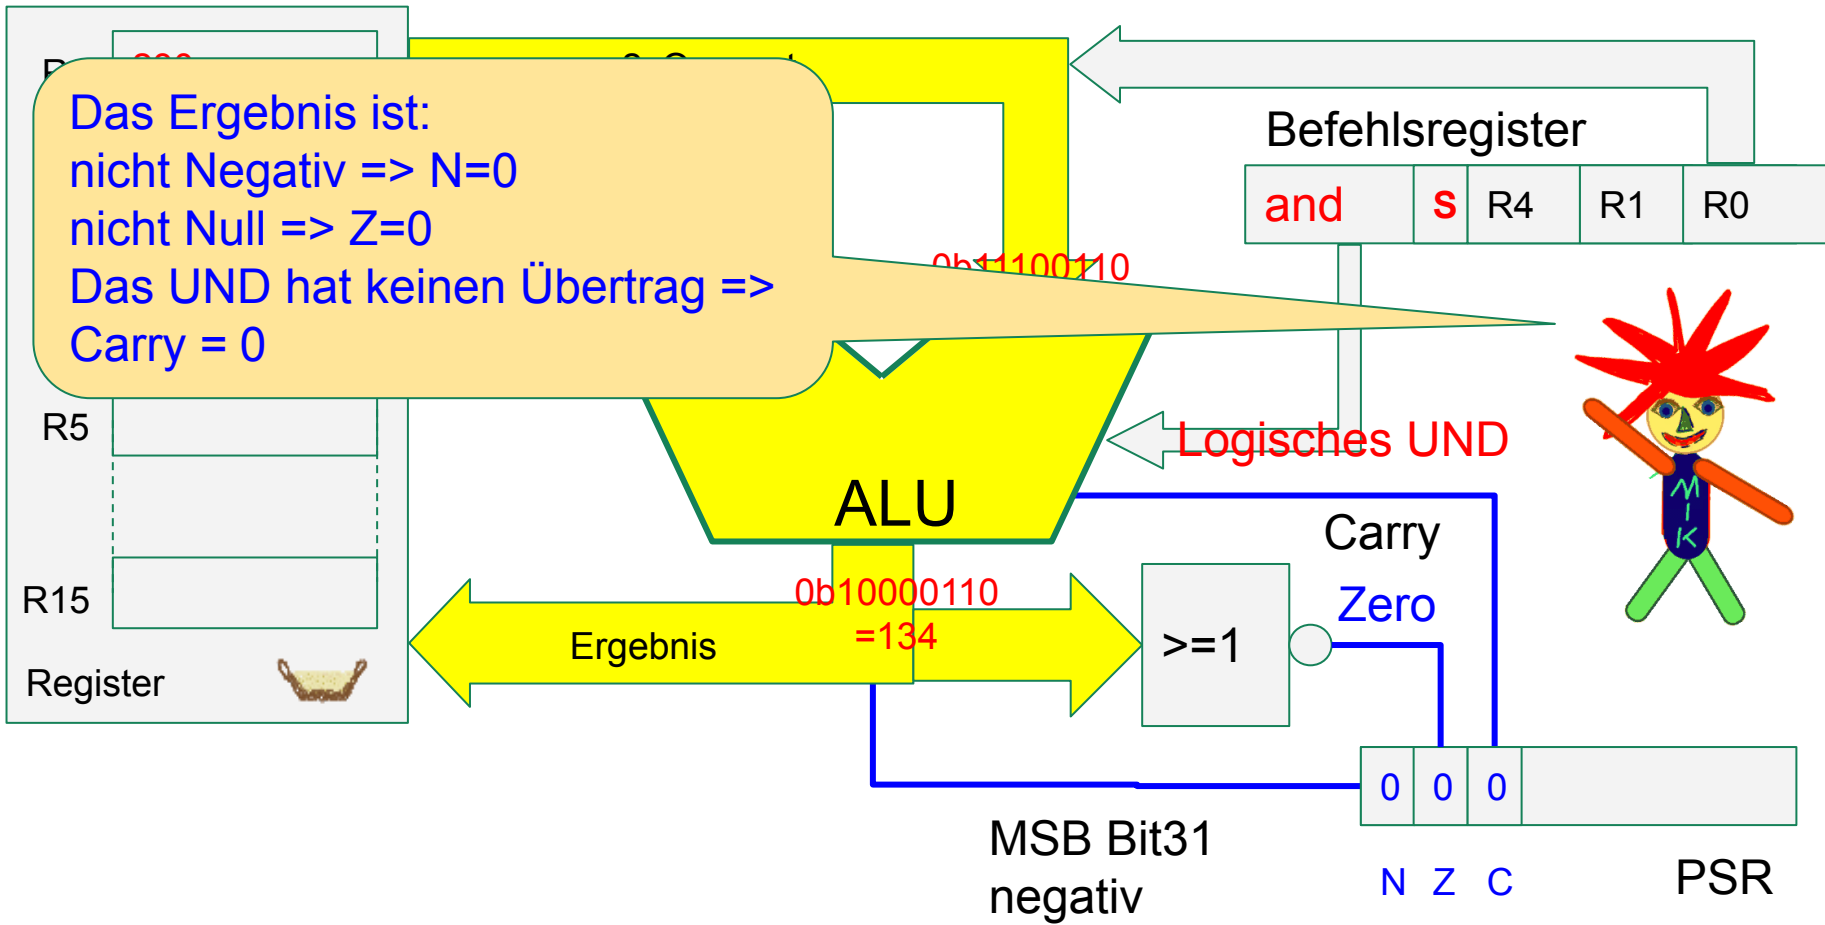 Das Ergebnis ist:
nicht Negativ => N=0
nicht Null => Z=0
Das UND hat keinen Übertrag =>
Carry = 0
Befehlsregister
and S R4 R1 R0
0b11100110
R5
Logisches UND
ALU
Carry
MIK
0b10000110
=134
Zero
R15
Ergebnis
>=1
Register
0 0 0
MSB Bit31
negativ
N Z C
PSR